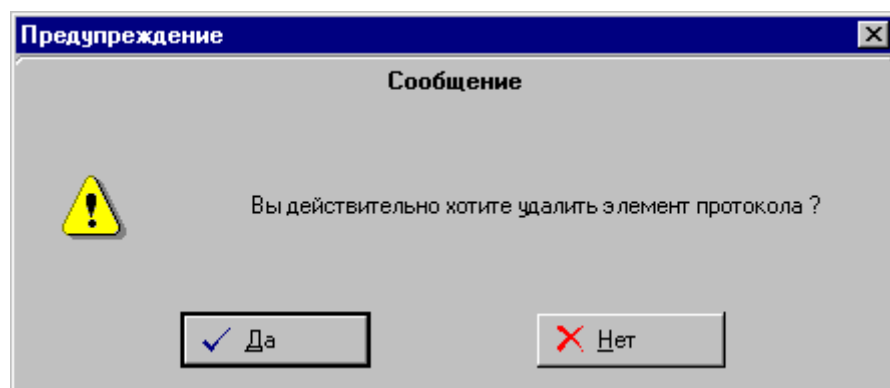 Предупреждение
Сообщение
Вы действительно хотите удалить элемент протокола ?
Да
Нет